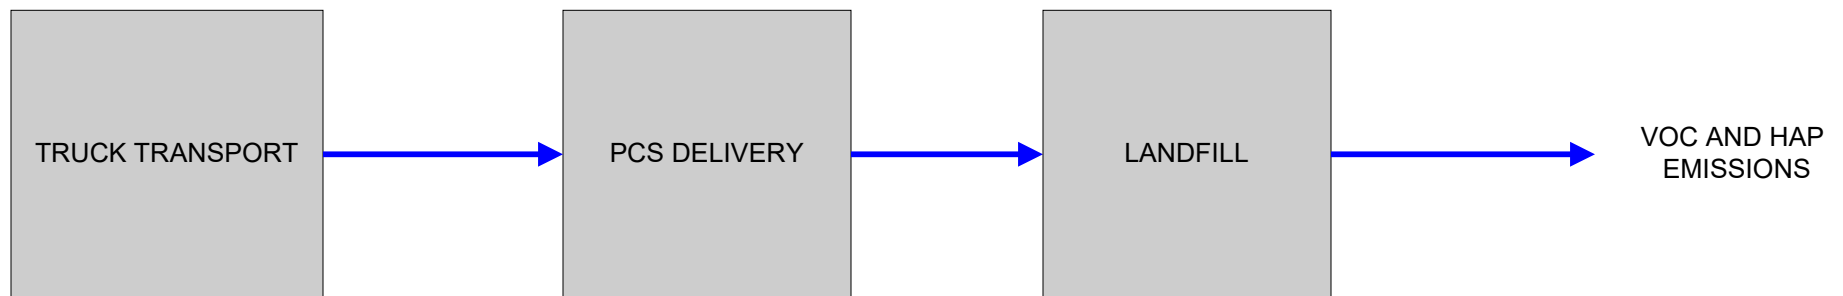 TRUCK TRANSPORT
PCS DELIVERY
LANDFILL
VOC AND HAP
EMISSIONS